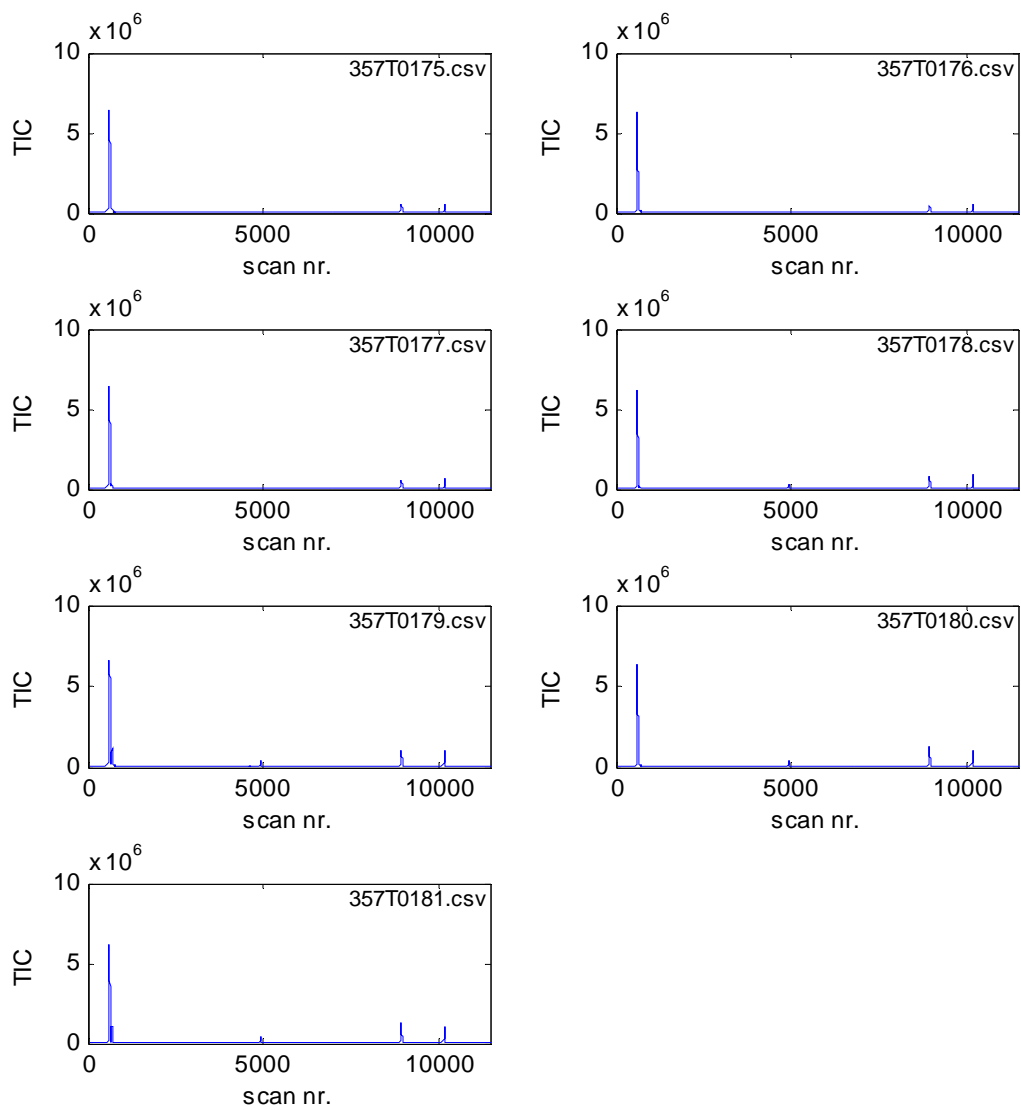 x 10^6
10
5
0
TIC
357T0175.csv
0 5000 10000
scan nr.
x 10^6
10
5
0
TIC
357T0176.csv
0 5000 10000
scan nr.
x 10^6
10
5
0
TIC
357T0177.csv
0 5000 10000
scan nr.
x 10^6
10
5
0
TIC
357T0178.csv
0 5000 10000
scan nr.
x 10^6
10
5
0
TIC
357T0179.csv
0 5000 10000
scan nr.
x 10^6
10
5
0
TIC
357T0180.csv
0 5000 10000
scan nr.
x 10^6
10
5
0
TIC
357T0181.csv
0 5000 10000
scan nr.